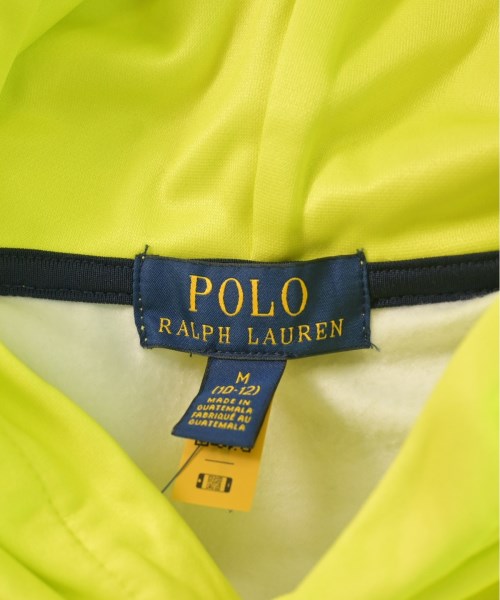 POLO
RALPH LAUREN
M
(10-12)
MADE IN
GUATEMALA
FABRIQUÉ AU
GUATEMALA